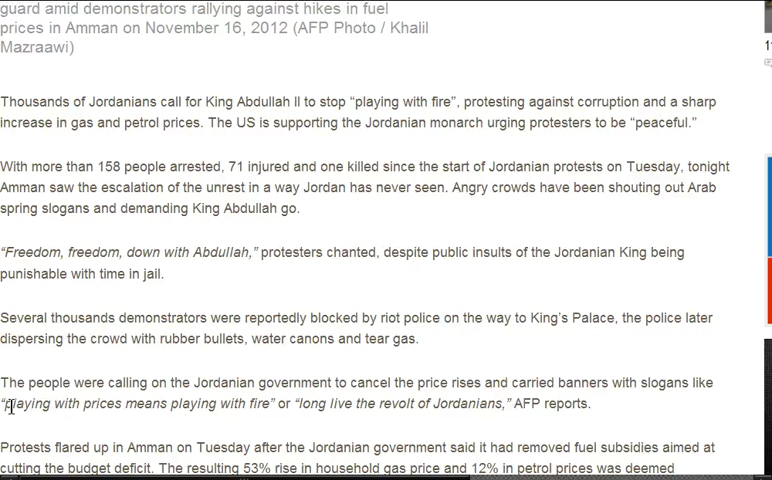 guard amid demonstrators rallying against hikes in fuel
prices in Amman on November 16, 2012 (AFP Photo / Khalil
Mazraawi)
Thousands of Jordanians call for King Abdullah II to stop “playing with fire”, protesting against corruption and a sharp
increase in gas and petrol prices. The US is supporting the Jordanian monarch urging protesters to be “peaceful.”
With more than 158 people arrested, 71 injured and one killed since the start of Jordanian protests on Tuesday, tonight
Amman saw the escalation of the unrest in a way Jordan has never seen. Angry crowds have been shouting out Arab
spring slogans and demanding King Abdullah go.
“Freedom, freedom, down with Abdullah,” protesters chanted, despite public insults of the Jordanian King being
punishable with time in jail.
Several thousands demonstrators were reportedly blocked by riot police on the way to King’s Palace, the police later
dispersing the crowd with rubber bullets, water canons and tear gas.
The people were calling on the Jordanian government to cancel the price rises and carried banners with slogans like
“playing with prices means playing with fire” or “long live the revolt of Jordanians,” AFP reports.
Protests flared up in Amman on Tuesday after the Jordanian government said it had removed fuel subsidies aimed at
cutting the budget deficit. The resulting 53% rise in household gas price and 12% in petrol prices was deemed